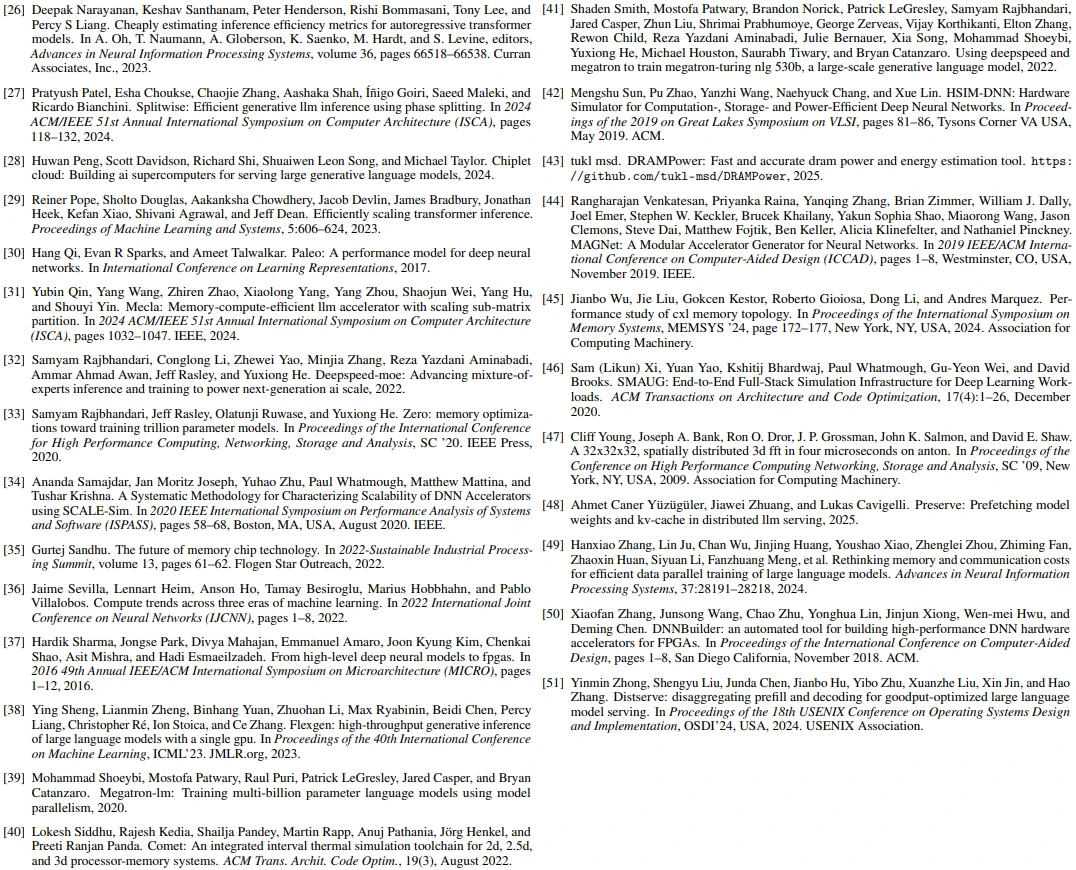 [26] Deepak Narayanan, Keshav Santhanam, Peter Henderson, Rishi Bommasani, Tony Lee, and
Percy S Liang. Cheaply estimating inference efficiency metrics for autoregressive transformer
models. In A. Oh, T. Naumann, A. Globerson, K. Saenko, M. Hardt, and S. Levine, editors,
Advances in Neural Information Processing Systems, volume 36, pages 66518–66538. Curran
Associates, Inc., 2023.
[27] Pratyush Patel, Esha Choukse, Chaojie Zhang, Aashaka Shah, Íñigo Goiri, Saeed Maleki, and
Ricardo Bianchini. Splitwise: Efficient generative llm inference using phase splitting. In 2024
ACM/IEEE 51st Annual International Symposium on Computer Architecture (ISCA), pages
118–132, 2024.
[28] Huwan Peng, Scott Davidson, Richard Shi, Shuaiwen Leon Song, and Michael Taylor. Chiplet
cloud: Building ai supercomputers for serving large generative language models, 2024.
[29] Reiner Pope, Sholto Douglas, Aakanksha Chowdhery, Jacob Devlin, James Bradbury, Jonathan
Heek, Kefan Xiao, Shivani Agrawal, and Jeff Dean. Efficiently scaling transformer inference.
Proceedings of Machine Learning and Systems, 5:606–624, 2023.
[30] Hang Qi, Evan R Sparks, and Ameet Talwalkar. Paleo: A performance model for deep neural
networks. In International Conference on Learning Representations, 2017.
[31] Yubin Qin, Yang Wang, Zhiren Zhao, Xiaolong Yang, Yang Zhou, Shaojun Wei, Yang Hu,
and Shouyi Yin. Mecla: Memory-compute-efficient llm accelerator with scaling sub-matrix
partition. In 2024 ACM/IEEE 51st Annual International Symposium on Computer Architecture
(ISCA), pages 1032–1047. IEEE, 2024.
[32] Samyam Rajbhandari, Conglong Li, Zhewei Yao, Minjia Zhang, Reza Yazdani Aminabadi,
Ammar Ahmad Awan, Jeff Rasley, and Yuxiong He. Deepspeed-moe: Advancing mixture-of-
experts inference and training to power next-generation ai scale, 2022.
[33] Samyam Rajbhandari, Jeff Rasley, Olatunji Ruwase, and Yuxiong He. Zero: memory optimiza-
tions toward training trillion parameter models. In Proceedings of the International Conference
for High Performance Computing, Networking, Storage and Analysis, SC ’20. IEEE Press,
2020.
[34] Ananda Samajdar, Jan Moritz Joseph, Yuhao Zhu, Paul Whatmough, Matthew Mattina, and
Tushar Krishna. A Systematic Methodology for Characterizing Scalability of DNN Accelerators
using SCALE-Sim. In 2020 IEEE International Symposium on Performance Analysis of Systems
and Software (ISPASS), pages 58–68, Boston, MA, USA, August 2020. IEEE.
[35] Gurtej Sandhu. The future of memory chip technology. In 2022-Sustainable Industrial Process-
ing Summit, volume 13, pages 61–62. Flogen Star Outreach, 2022.
[36] Jaime Sevilla, Lennart Heim, Anson Ho, Tamay Besiroglu, Marius Hobbhahn, and Pablo
Villalobos. Compute trends across three eras of machine learning. In 2022 International Joint
Conference on Neural Networks (IJCNN), pages 1–8, 2022.
[37] Hardik Sharma, Jongse Park, Divya Mahajan, Emmanuel Amaro, Joon Kyung Kim, Chenkai
Shao, Asit Mishra, and Hadi Esmaeilzadeh. From high-level deep neural models to fpgas. In
2016 49th Annual IEEE/ACM International Symposium on Microarchitecture (MICRO), pages
1–12, 2016.
[38] Ying Sheng, Lianmin Zheng, Binhang Yuan, Zhuohan Li, Max Ryabinin, Beidi Chen, Percy
Liang, Christopher Ré, Ion Stoica, and Ce Zhang. Flexgen: high-throughput generative inference
of large language models with a single gpu. In Proceedings of the 40th International Conference
on Machine Learning, ICML’23. JMLR.org, 2023.
[39] Mohammad Shoeybi, Mostofa Patwary, Raul Puri, Patrick LeGresley, Jared Casper, and Bryan
Catanzaro. Megatron-lm: Training multi-billion parameter language models using model
parallelism, 2020.
[40] Lokesh Siddhu, Rajesh Kedia, Shailja Pandey, Martin Rapp, Anuj Pathania, Jörg Henkel, and
Preeti Ranjan Panda. Comet: An integrated interval thermal simulation toolchain for 2d, 2.5d,
and 3d processor-memory systems. ACM Trans. Archit. Code Optim., 19(3), August 2022.
[41] Shaden Smith, Mostofa Patwary, Brandon Norick, Patrick LeGresley, Samyam Rajbhandari,
Jared Casper, Zhun Liu, Shrimai Prabhumoye, George Zerveas, Vijay Korthikanti, Elton Zhang,
Rewon Child, Reza Yazdani Aminabadi, Julie Bernauer, Xia Song, Mohammad Shoeybi,
Yuxiong He, Michael Houston, Saurabh Tiwary, and Bryan Catanzaro. Using deepspeed and
megatron to train megatron-turing nlg 530b, a large-scale generative language model, 2022.
[42] Mengshu Sun, Pu Zhao, Yanzhi Wang, Naehyuck Chang, and Xue Lin. HSIM-DNN: Hardware
Simulator for Computation-, Storage- and Power-Efficient Deep Neural Networks. In Proceed-
ings of the 2019 on Great Lakes Symposium on VLSI, pages 81–86, Tysons Corner VA USA,
May 2019. ACM.
[43] tukl msd. DRAMPower: Fast and accurate dram power and energy estimation tool. https:
//github.com/tukl-msd/DRAMPower, 2025.
[44] Rangharajan Venkatesan, Priyanka Raina, Yanqing Zhang, Brian Zimmer, William J. Dally,
Joel Emer, Stephen W. Keckler, Brucek Khailany, Yakun Sophia Shao, Miaorong Wang, Jason
Clemons, Steve Dai, Matthew Fojtik, Ben Keller, Alicia Klinefelter, and Nathaniel Pinckney.
MAGNet: A Modular Accelerator Generator for Neural Networks. In 2019 IEEE/ACM Interna-
tional Conference on Computer-Aided Design (ICCAD), pages 1–8, Westminster, CO, USA,
November 2019. IEEE.
[45] Jianbo Wu, Jie Liu, Gokcen Kestor, Roberto Gioiosa, Dong Li, and Andres Marquez. Per-
formance study of cxl memory topology. In Proceedings of the International Symposium on
Memory Systems, MEMSYS ’24, page 172–177, New York, NY, USA, 2024. Association for
Computing Machinery.
[46] Sam (Likun) Xi, Yuan Yao, Kshitij Bhardwaj, Paul Whatmough, Gu-Yeon Wei, and David
Brooks. SMAUG: End-to-End Full-Stack Simulation Infrastructure for Deep Learning Work-
loads. ACM Transactions on Architecture and Code Optimization, 17(4):1–26, December
2020.
[47] Cliff Young, Joseph A. Bank, Ron O. Dror, J. P. Grossman, John K. Salmon, and David E. Shaw.
A 32x32x32, spatially distributed 3d fft in four microseconds on anton. In Proceedings of the
Conference on High Performance Computing Networking, Storage and Analysis, SC ’09, New
York, NY, USA, 2009. Association for Computing Machinery.
[48] Ahmet Caner Yüzügüler, Jiawei Zhuang, and Lukas Cavigelli. Preserve: Prefetching model
weights and kv-cache in distributed llm serving, 2025.
[49] Hanxiao Zhang, Lin Ju, Chan Wu, Jinjing Huang, Youshao Xiao, Zhenglei Zhou, Zhiming Fan,
Zhaoxin Huan, Siyuan Li, Fanzhuang Meng, et al. Rethinking memory and communication costs
for efficient data parallel training of large language models. Advances in Neural Information
Processing Systems, 37:28191–28218, 2024.
[50] Xiaofan Zhang, Junsong Wang, Chao Zhu, Yonghua Lin, Jinjun Xiong, Wen-mei Hwu, and
Deming Chen. DNNBuilder: an automated tool for building high-performance DNN hardware
accelerators for FPGAs. In Proceedings of the International Conference on Computer-Aided
Design, pages 1–8, San Diego California, November 2018. ACM.
[51] Yinmin Zhong, Shengyu Liu, Junda Chen, Jianbo Hu, Yibo Zhu, Xuanzhe Liu, Xin Jin, and Hao
Zhang. Distserve: disaggregating prefill and decoding for goodput-optimized large language
model serving. In Proceedings of the 18th USENIX Conference on Operating Systems Design
and Implementation, OSDI’24, USA, 2024. USENIX Association.